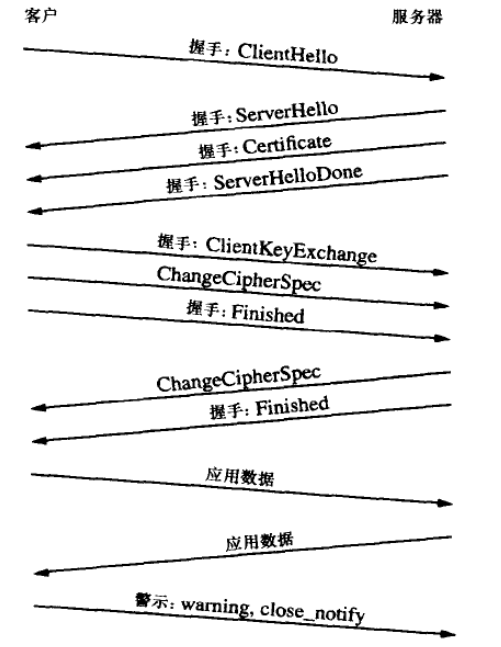 客户 服务器
握手: ClientHello
握手: ServerHello
握手: Certificate
握手: ServerHelloDone
握手: ClientKeyExchange
ChangeCipherSpec
握手: Finished
ChangeCipherSpec
握手: Finished
应用数据
应用数据
警示: warning, close_notify